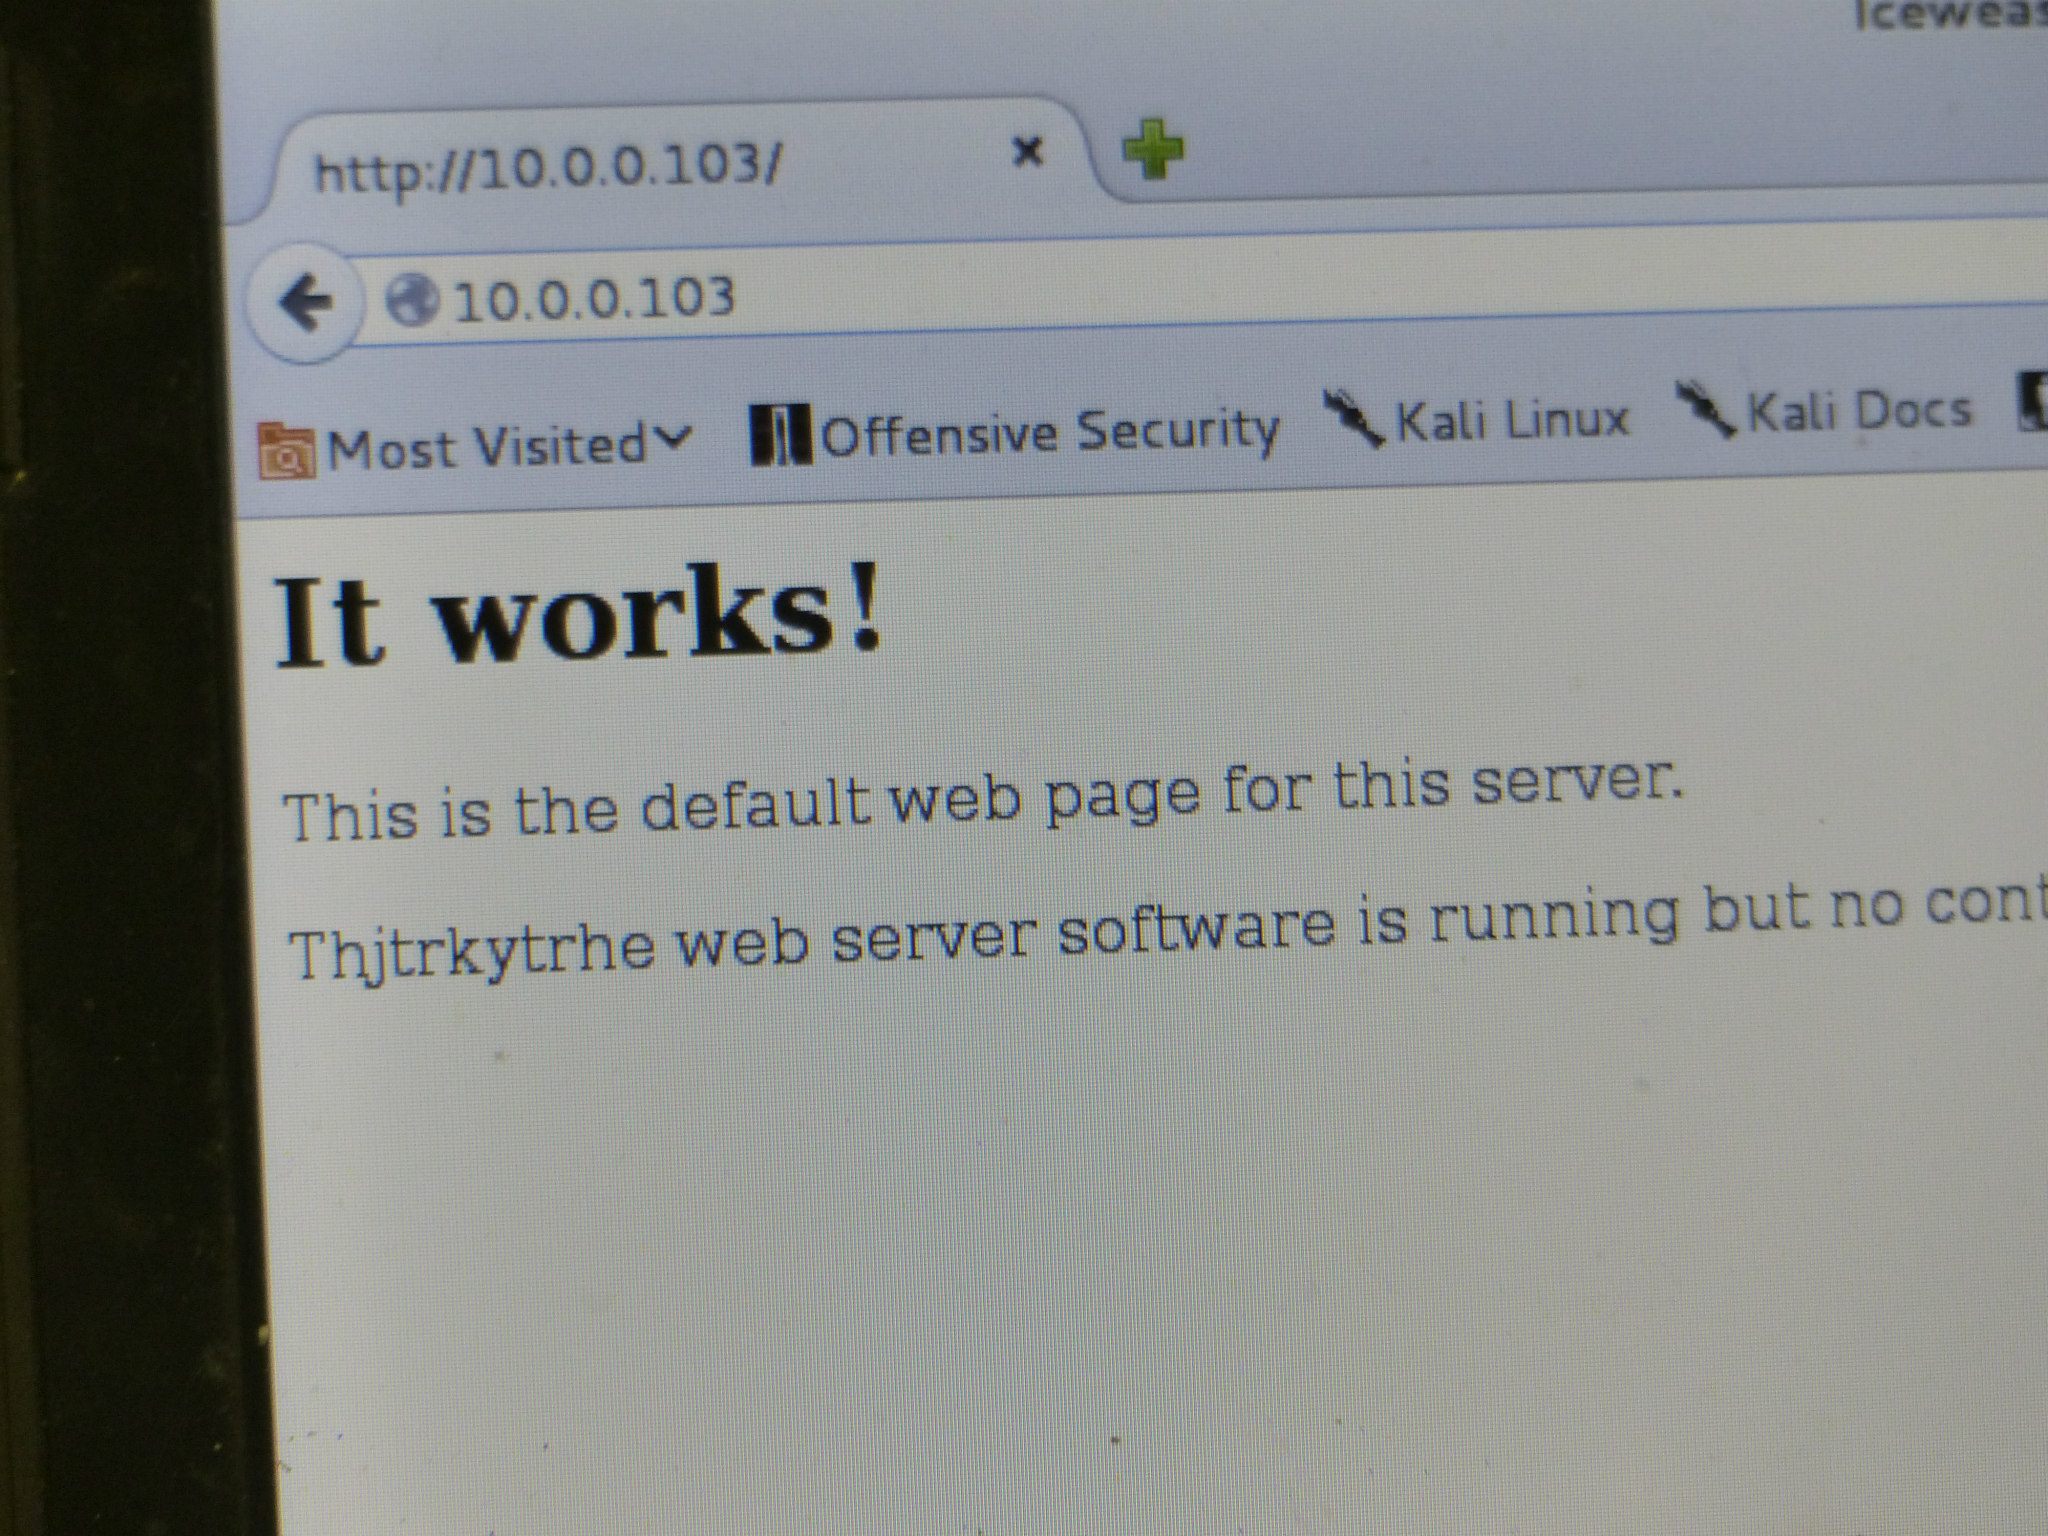 Iceweas
http://10.0.0.103/
10.0.0.103
Most Visited Offensive Security Kali Linux Kali Docs
It works!
This is the default web page for this server.
Thjtrkytrhe web server software is running but no cont